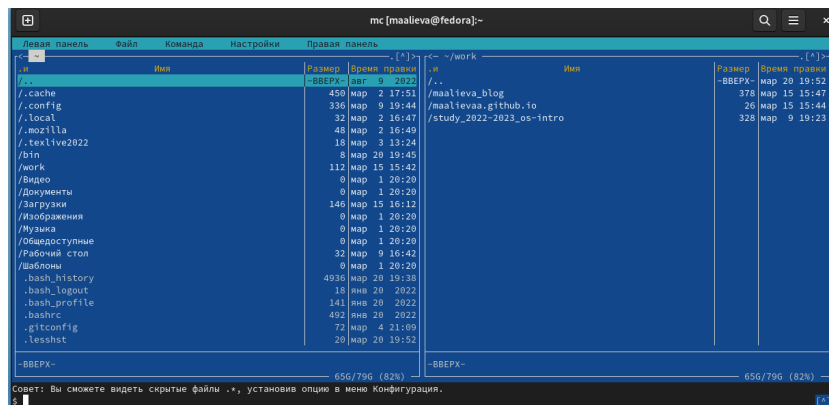 mc [maalieva@fedora]:~
Левая панель Файл Команда Настройки Правая панель
<─ ~ .[^]>
.и Имя Размер Время правки
/.. -ВВЕРХ- авг 9 2022
/.cache 450 мар 2 17:51
/.config 336 мар 9 19:44
/.local 32 мар 2 16:47
/.mozilla 48 мар 2 16:49
/.texlive2022 18 мар 3 13:24
/bin 8 мар 20 19:45
/work 112 мар 15 15:42
/Видео 0 мар 1 20:20
/Документы 0 мар 1 20:20
/Загрузки 146 мар 15 16:12
/Изображения 0 мар 1 20:20
/Музыка 0 мар 1 20:20
/Общедоступные 0 мар 1 20:20
/Рабочий стол 32 мар 9 16:42
/Шаблоны 0 мар 1 20:20
.bash_history 4936 мар 20 19:38
.bash_logout 18 янв 20 2022
.bash_profile 141 янв 20 2022
.bashrc 492 янв 20 2022
.gitconfig 72 мар 4 21:09
.lesshst 20 мар 20 19:52
-ВВЕРХ-
65G/79G (82%)
<─ ~/work .[^]>
.и Имя Размер Время правки
/.. -ВВЕРХ- мар 20 19:52
/maalieva_blog 378 мар 15 15:47
/maalievaa.github.io 26 мар 15 15:44
/study_2022-2023_os-intro 328 мар 9 19:23
-ВВЕРХ-
65G/79G (82%)
Совет: Вы сможете видеть скрытые файлы .*, установив опцию в меню Конфигурация.
$ [^]